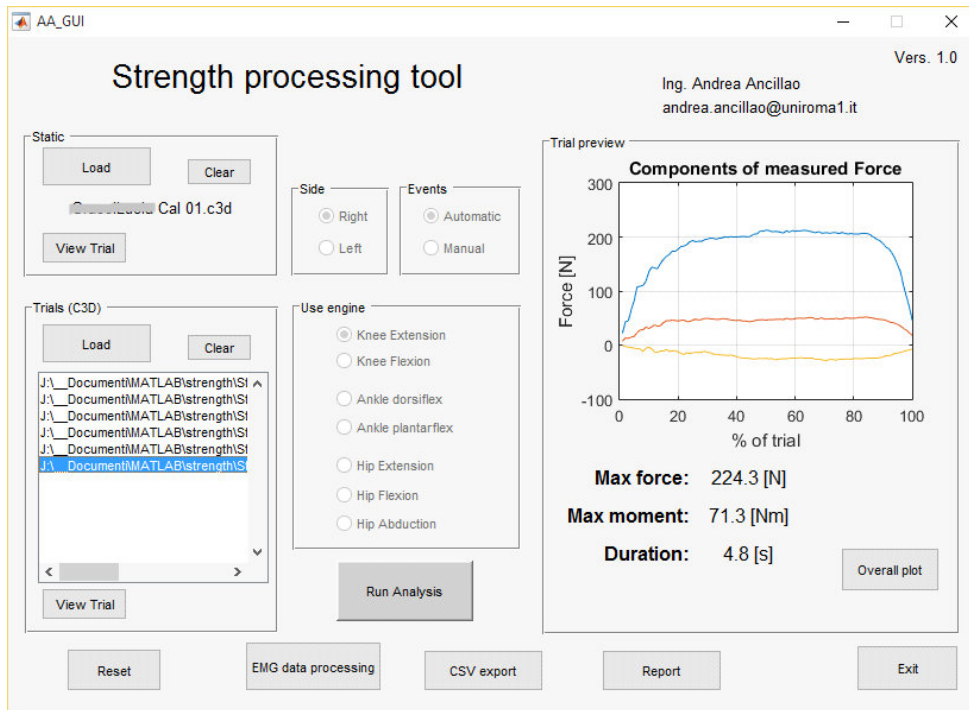 AA_GUI
Vers. 1.0
Strength processing tool
Ing. Andrea Ancillao
andrea.ancillao@uniroma1.it
Static
Load
Clear
Cal 01.c3d
View Trial
Side
Right
Left
Events
Automatic
Manual
Trials (C3D)
Load
Clear
J:\__Documenti\MATLAB\strength\St
J:\__Documenti\MATLAB\strength\St
J:\__Documenti\MATLAB\strength\St
J:\__Documenti\MATLAB\strength\St
J:\__Documenti\MATLAB\strength\St
J:\__Documenti\MATLAB\strength\St
View Trial
Use engine
Knee Extension
Knee Flexion
Ankle dorsiflex
Ankle plantarflex
Hip Extension
Hip Flexion
Hip Abduction
Run Analysis
Trial preview
Components of measured Force
Force [N]
300
200
100
0
-100
0 20 40 60 80 100
% of trial
Max force: 224.3 [N]
Max moment: 71.3 [Nm]
Duration: 4.8 [s]
Overall plot
Reset
EMG data processing
CSV export
Report
Exit